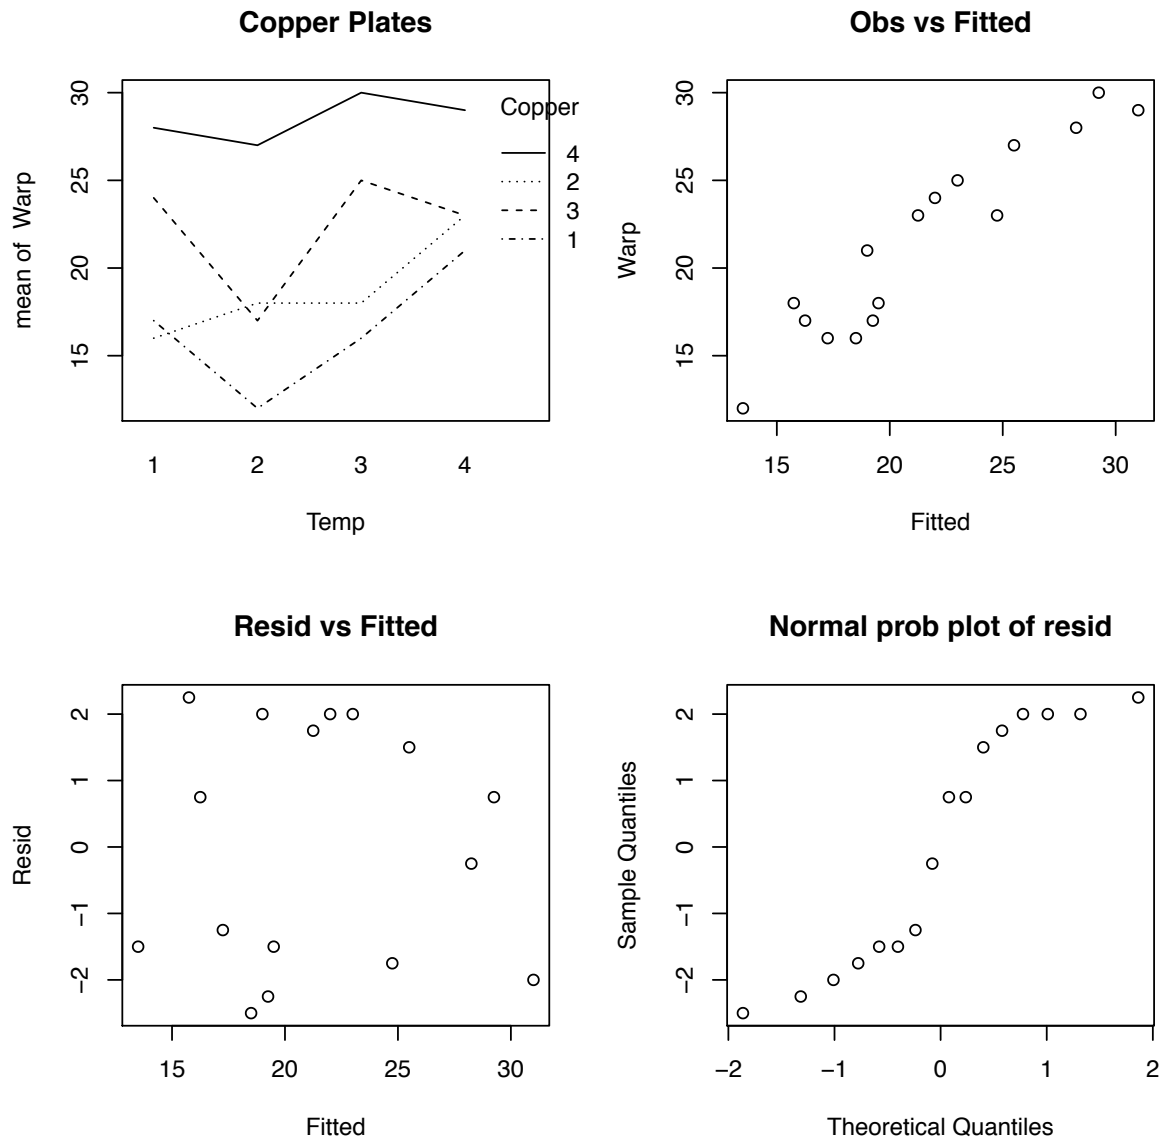 Copper Plates
mean of Warp
30
25
20
15
1 2 3 4
Temp
Copper
4
2
3
1
Obs vs Fitted
Warp
30
25
20
15
15 20 25 30
Fitted
Resid vs Fitted
Resid
2
1
0
−1
−2
15 20 25 30
Fitted
Normal prob plot of resid
Sample Quantiles
2
1
0
−1
−2
−2 −1 0 1 2
Theoretical Quantiles